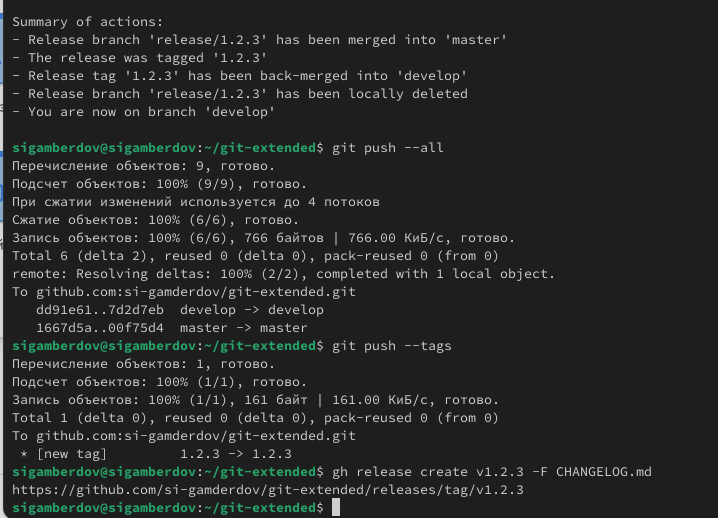 Summary of actions:
- Release branch 'release/1.2.3' has been merged into 'master'
- The release was tagged '1.2.3'
- Release tag '1.2.3' has been back-merged into 'develop'
- Release branch 'release/1.2.3' has been locally deleted
- You are now on branch 'develop'
sigamberdov@sigamberdov:~/git-extended$ git push --all
Перечисление объектов: 9, готово.
Подсчет объектов: 100% (9/9), готово.
При сжатии изменений используется до 4 потоков
Сжатие объектов: 100% (6/6), готово.
Запись объектов: 100% (6/6), 766 байтов | 766.00 КиБ/с, готово.
Total 6 (delta 2), reused 0 (delta 0), pack-reused 0 (from 0)
remote: Resolving deltas: 100% (2/2), completed with 1 local object.
To github.com:si-gamderdov/git-extended.git
   dd91e61..7d2d7eb  develop -> develop
   1667d5a..00f75d4  master -> master
sigamberdov@sigamberdov:~/git-extended$ git push --tags
Перечисление объектов: 1, готово.
Подсчет объектов: 100% (1/1), готово.
Запись объектов: 100% (1/1), 161 байт | 161.00 КиБ/с, готово.
Total 1 (delta 0), reused 0 (delta 0), pack-reused 0 (from 0)
To github.com:si-gamderdov/git-extended.git
 * [new tag]         1.2.3 -> 1.2.3
sigamberdov@sigamberdov:~/git-extended$ gh release create v1.2.3 -F CHANGELOG.md
https://github.com/si-gamderdov/git-extended/releases/tag/v1.2.3
sigamberdov@sigamberdov:~/git-extended$